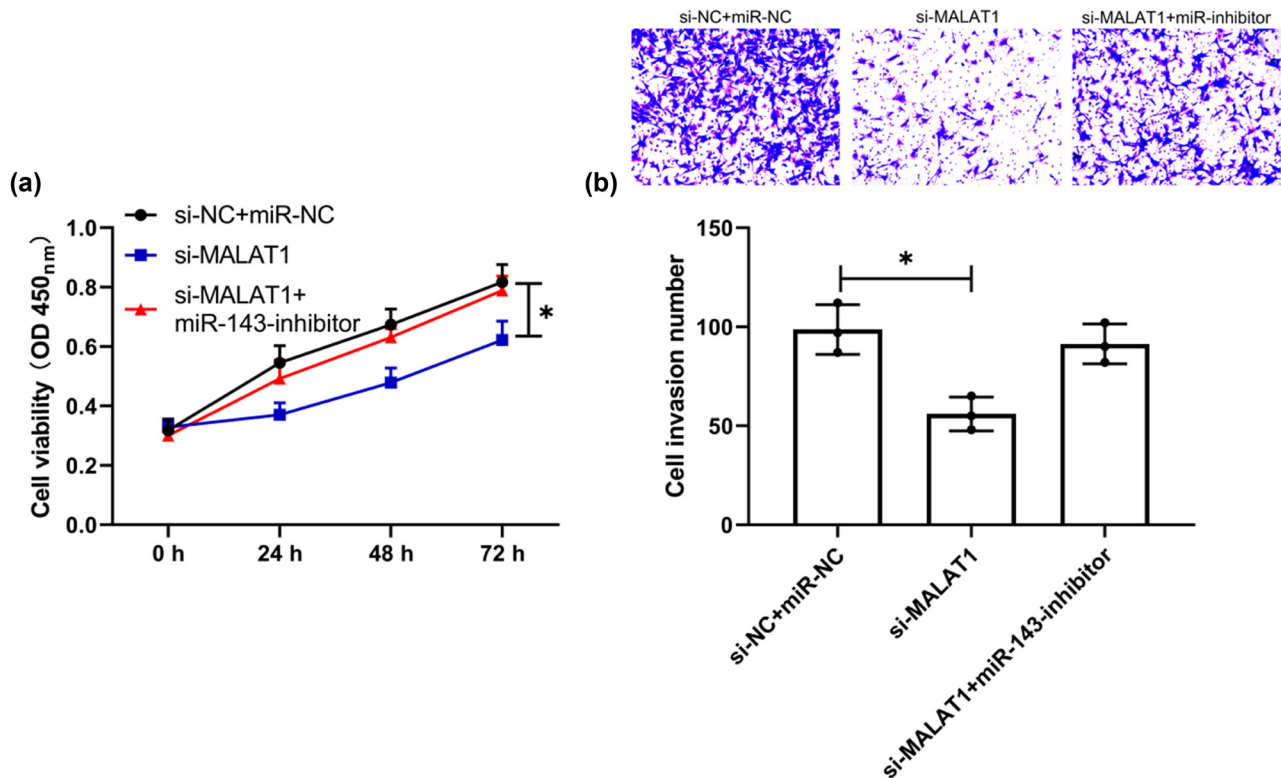 si-NC+miR-NC
si-MALAT1
si-MALAT1+miR-inhibitor
(a)
si-NC+miR-NC
si-MALAT1
si-MALAT1+
miR-143-inhibitor
Cell viability（OD 450nm）
1.0
0.8
0.6
0.4
0.2
0.0
0 h
24 h
48 h
72 h
*
(b)
Cell invasion number
150
100
50
0
*
si-NC+miR-NC
si-MALAT1
si-MALAT1+miR-143-inhibitor